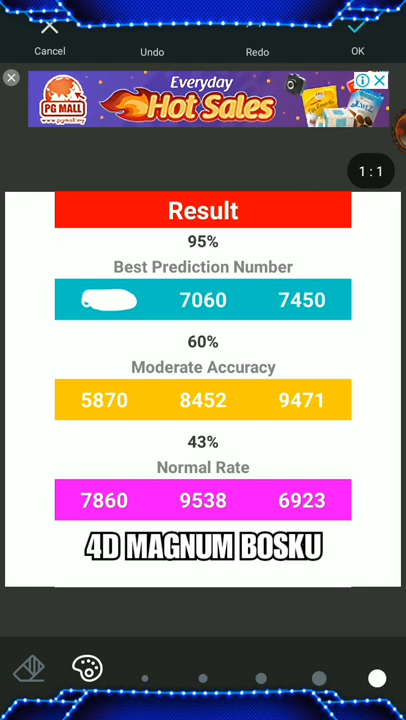 Cancel Undo Redo OK
PG MALL
www.pgmall.my
Everyday
Hot Sales
1 : 1
Result
95%
Best Prediction Number
7060 7450
60%
Moderate Accuracy
5870 8452 9471
43%
Normal Rate
7860 9538 6923
4D MAGNUM BOSKU